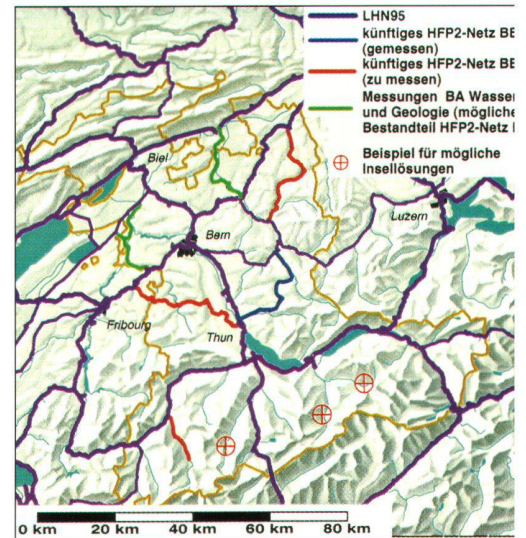 LHN95
künftiges HFP2-Netz BE
(gemessen)
künftiges HFP2-Netz BE
(zu messen)
Messungen BA Wasser
und Geologie (mögliche
Bestandteil HFP2-Netz
Beispiel für mögliche
Insellösungen
Biel
Bern
Luzern
Fribourg
Thun
0 km 20 km 40 km 60 km 80 km